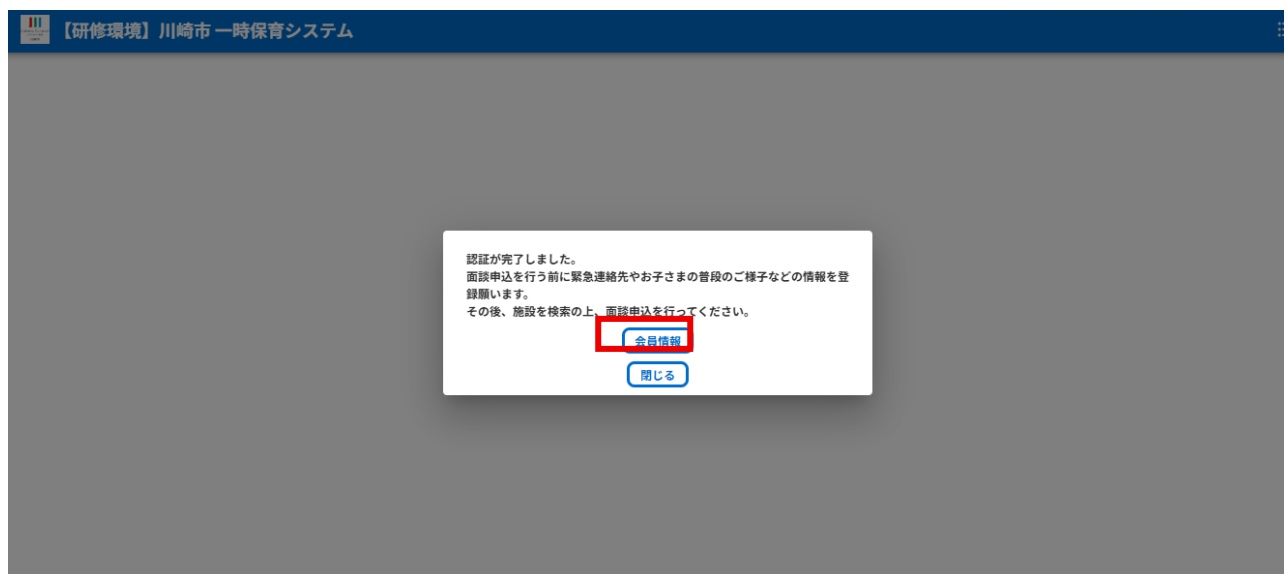 【研修環境】川崎市 一時保育システム
認証が完了しました。
面談申込を行う前に緊急連絡先やお子さまの普段のご様子などの情報を登
録願います。
その後、施設を検索の上、面談申込を行ってください。
会員情報
閉じる